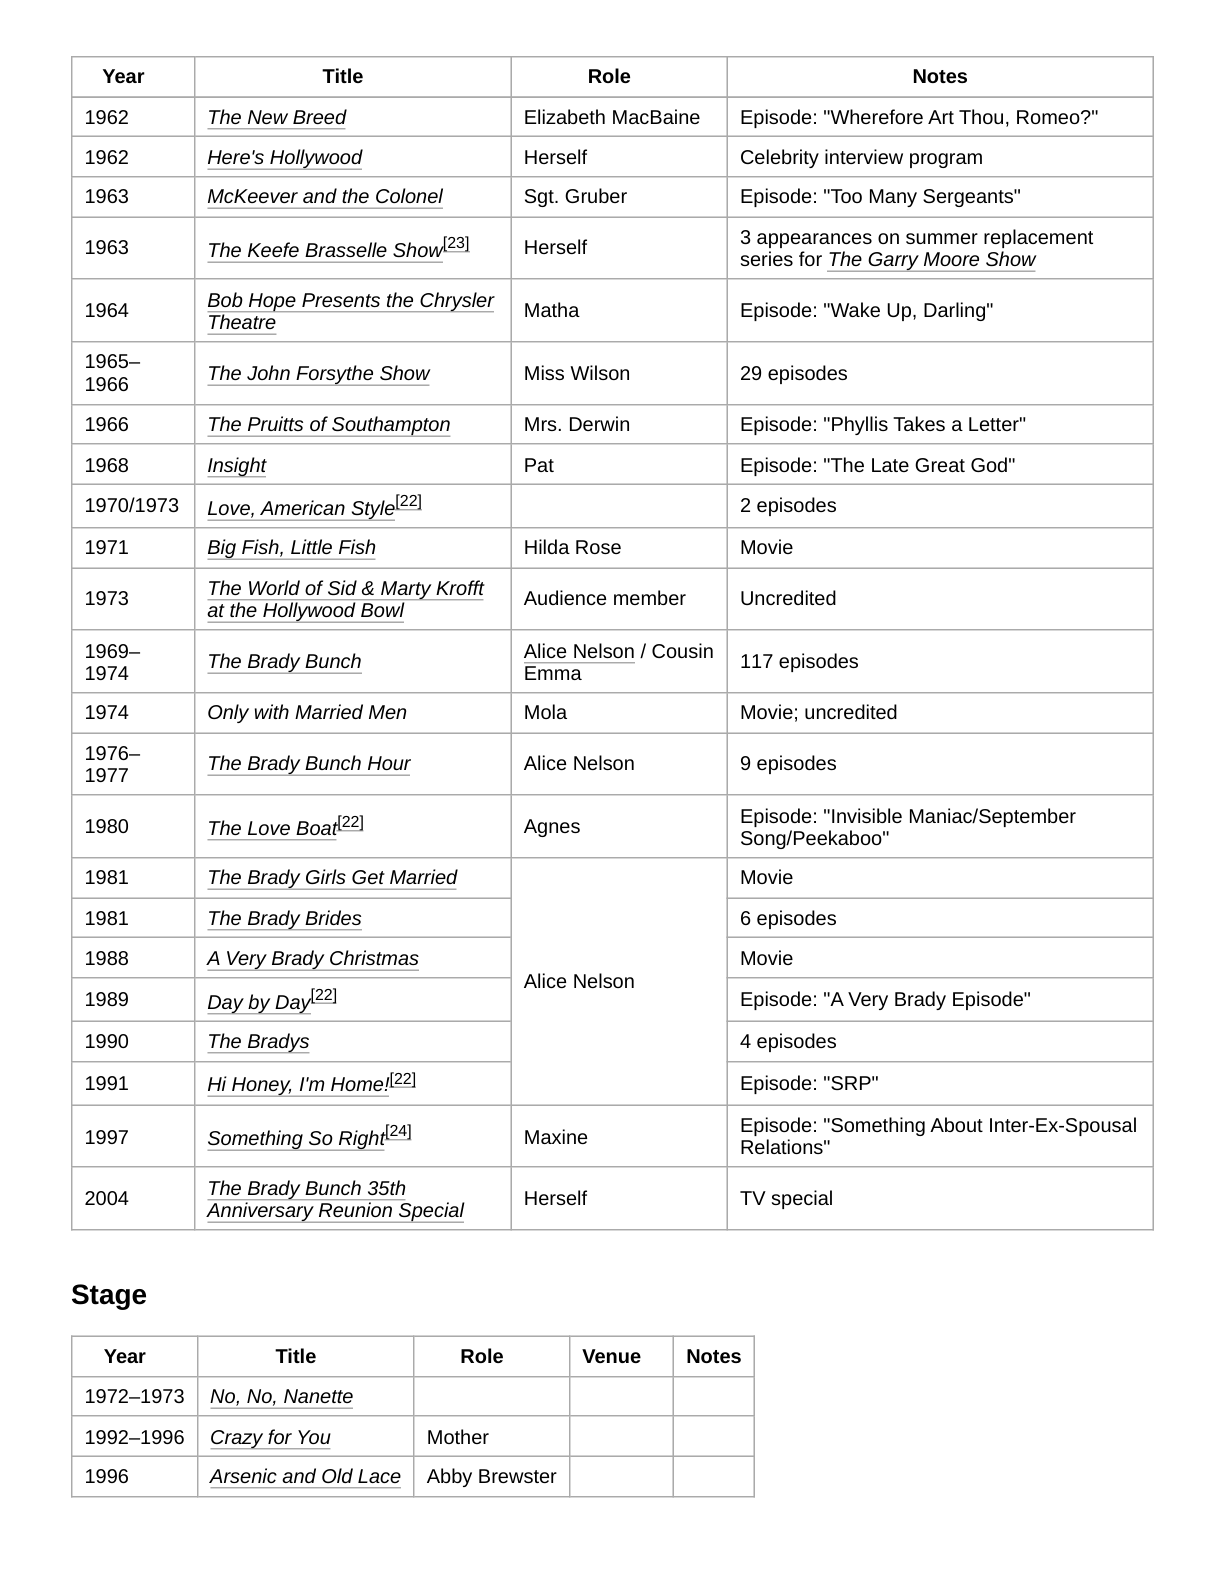 Year Title Role Notes
1962 The New Breed Elizabeth MacBaine Episode: "Wherefore Art Thou, Romeo?"
1962 Here's Hollywood Herself Celebrity interview program
1963 McKeever and the Colonel Sgt. Gruber Episode: "Too Many Sergeants"
1963 The Keefe Brasselle Show[23] Herself 3 appearances on summer replacement
series for The Garry Moore Show
1964 Bob Hope Presents the Chrysler
Theatre Matha Episode: "Wake Up, Darling"
1965–
1966 The John Forsythe Show Miss Wilson 29 episodes
1966 The Pruitts of Southampton Mrs. Derwin Episode: "Phyllis Takes a Letter"
1968 Insight Pat Episode: "The Late Great God"
1970/1973 Love, American Style[22] 2 episodes
1971 Big Fish, Little Fish Hilda Rose Movie
1973 The World of Sid & Marty Krofft
at the Hollywood Bowl Audience member Uncredited
1969–
1974 The Brady Bunch Alice Nelson / Cousin
Emma 117 episodes
1974 Only with Married Men Mola Movie; uncredited
1976–
1977 The Brady Bunch Hour Alice Nelson 9 episodes
1980 The Love Boat[22] Agnes Episode: "Invisible Maniac/September
Song/Peekaboo"
1981 The Brady Girls Get Married Movie
1981 The Brady Brides 6 episodes
1988 A Very Brady Christmas Movie
Alice Nelson
1989 Day by Day[22] Episode: "A Very Brady Episode"
1990 The Bradys 4 episodes
1991 Hi Honey, I'm Home![22] Episode: "SRP"
1997 Something So Right[24] Maxine Episode: "Something About Inter-Ex-Spousal
Relations"
2004 The Brady Bunch 35th
Anniversary Reunion Special Herself TV special
Stage
Year Title Role Venue Notes
1972–1973 No, No, Nanette
1992–1996 Crazy for You Mother
1996 Arsenic and Old Lace Abby Brewster